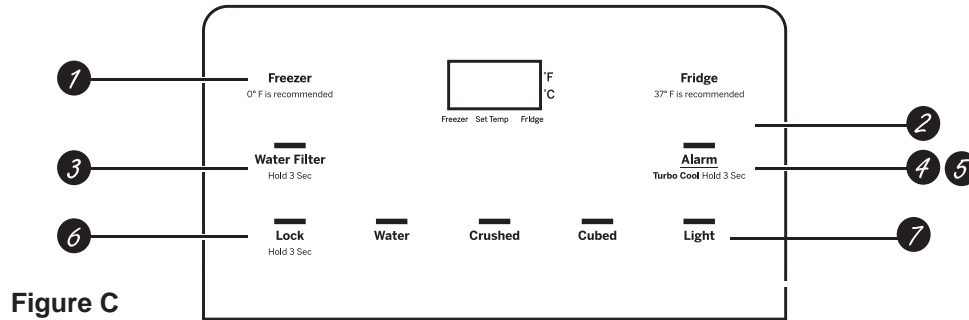 1
Freezer
0° F is recommended
°F
°C
Freezer Set Temp Fridge
Fridge
37° F is recommended
2
3
Water Filter
Hold 3 Sec
Alarm
Turbo Cool Hold 3 Sec
4 5
6
Lock
Hold 3 Sec
Water
Crushed
Cubed
Light
7
Figure C